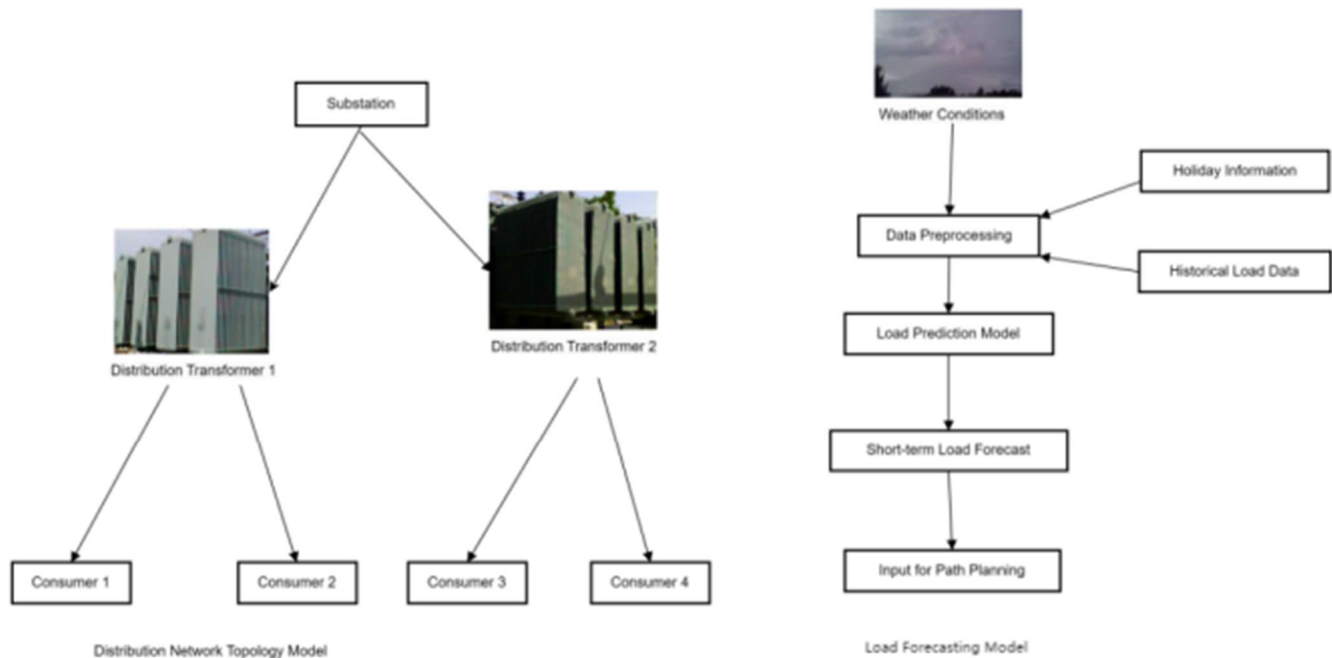 Substation
Distribution Transformer 1
Distribution Transformer 2
Consumer 1
Consumer 2
Consumer 3
Consumer 4
Distribution Network Topology Model
Weather Conditions
Holiday Information
Data Preprocessing
Historical Load Data
Load Prediction Model
Short-term Load Forecast
Input for Path Planning
Load Forecasting Model